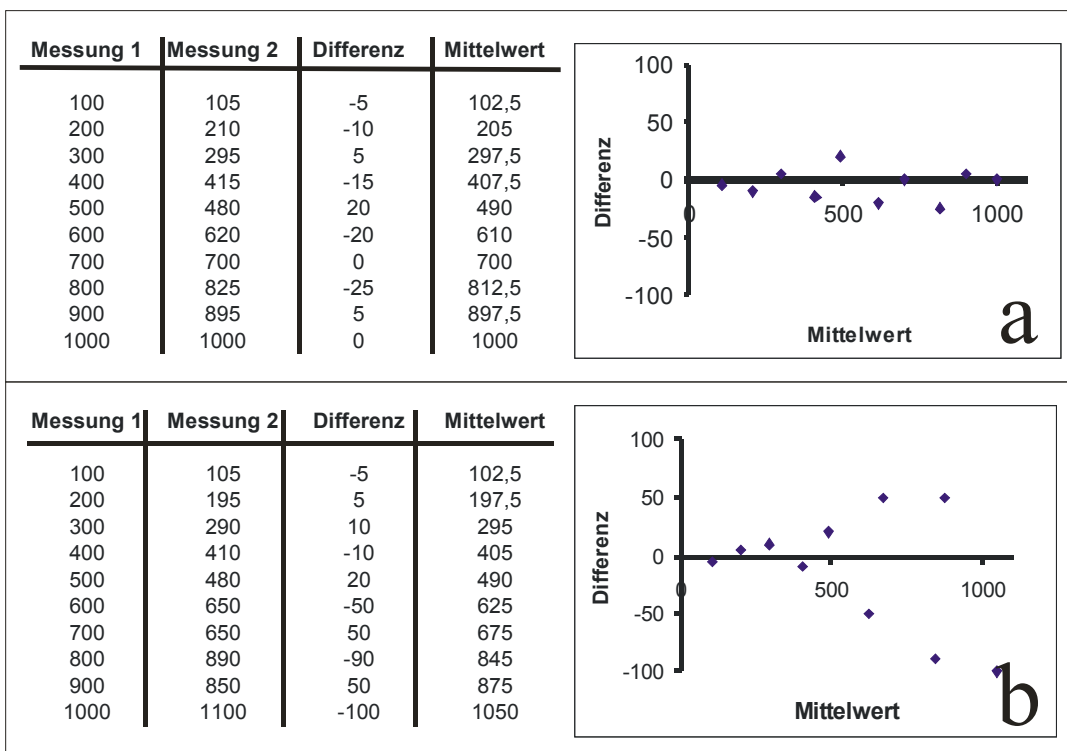 Messung 1 Messung 2 Differenz Mittelwert
100 105 -5 102,5
200 210 -10 205
300 295 5 297,5
400 415 -15 407,5
500 480 20 490
600 620 -20 610
700 700 0 700
800 825 -25 812,5
900 895 5 897,5
1000 1000 0 1000
100
50
0
-50
-100
Differenz
0 500 1000
Mittelwert
a
Messung 1 Messung 2 Differenz Mittelwert
100 105 -5 102,5
200 195 5 197,5
300 290 10 295
400 410 -10 405
500 480 20 490
600 650 -50 625
700 650 50 675
800 890 -90 845
900 850 50 875
1000 1100 -100 1050
100
50
0
-50
-100
Differenz
0 500 1000
Mittelwert
b